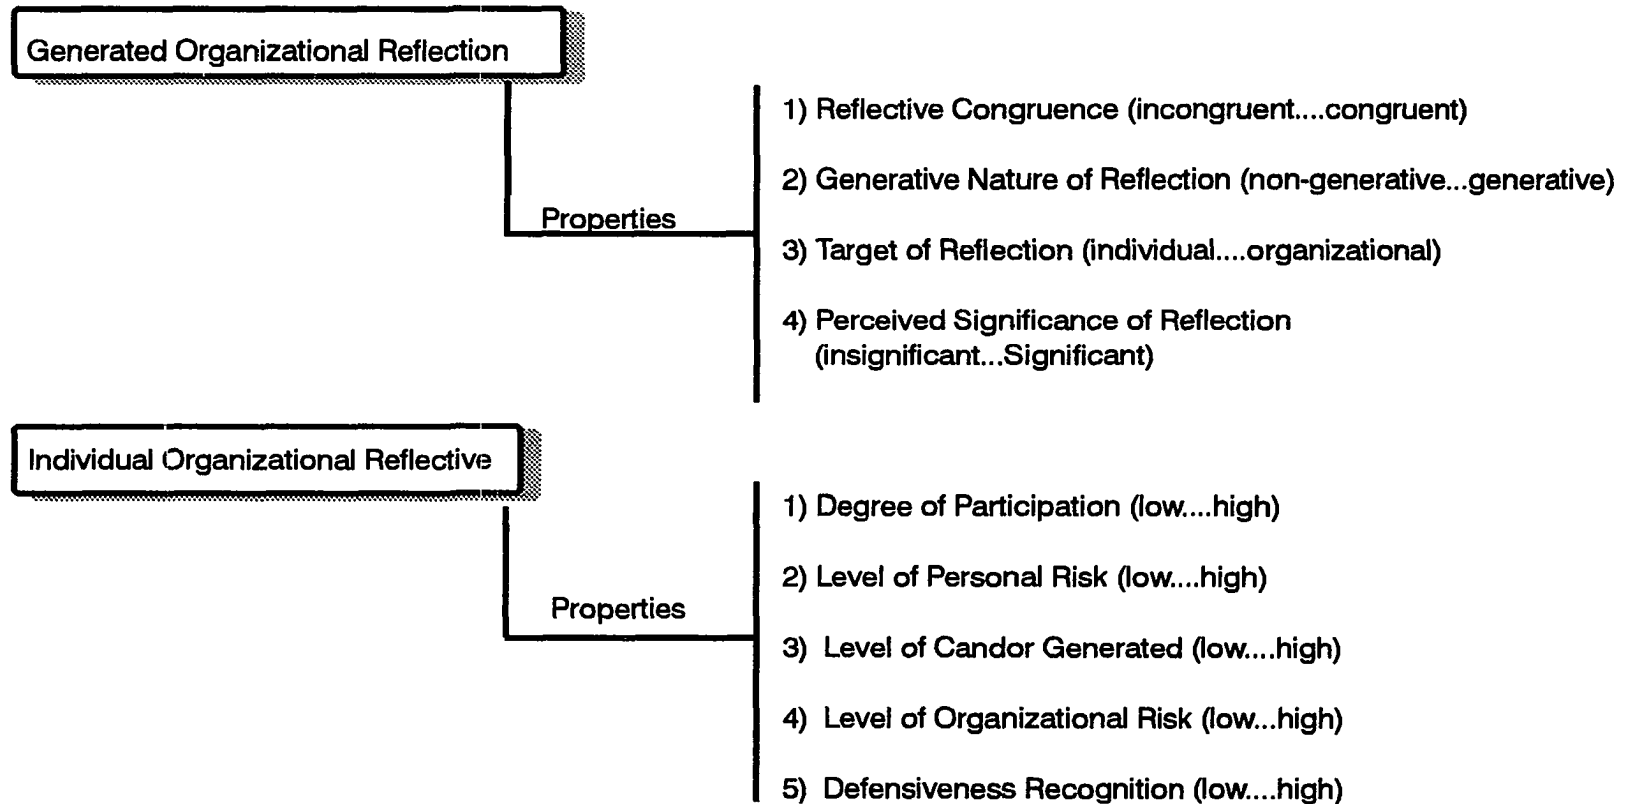 Generated Organizational Reflection
Properties
1) Reflective Congruence (incongruent....congruent)
2) Generative Nature of Reflection (non-generative...generative)
3) Target of Reflection (individual....organizational)
4) Perceived Significance of Reflection
(insignificant...Significant)
Individual Organizational Reflective
Properties
1) Degree of Participation (low....high)
2) Level of Personal Risk (low....high)
3) Level of Candor Generated (low....high)
4) Level of Organizational Risk (low...high)
5) Defensiveness Recognition (low....high)